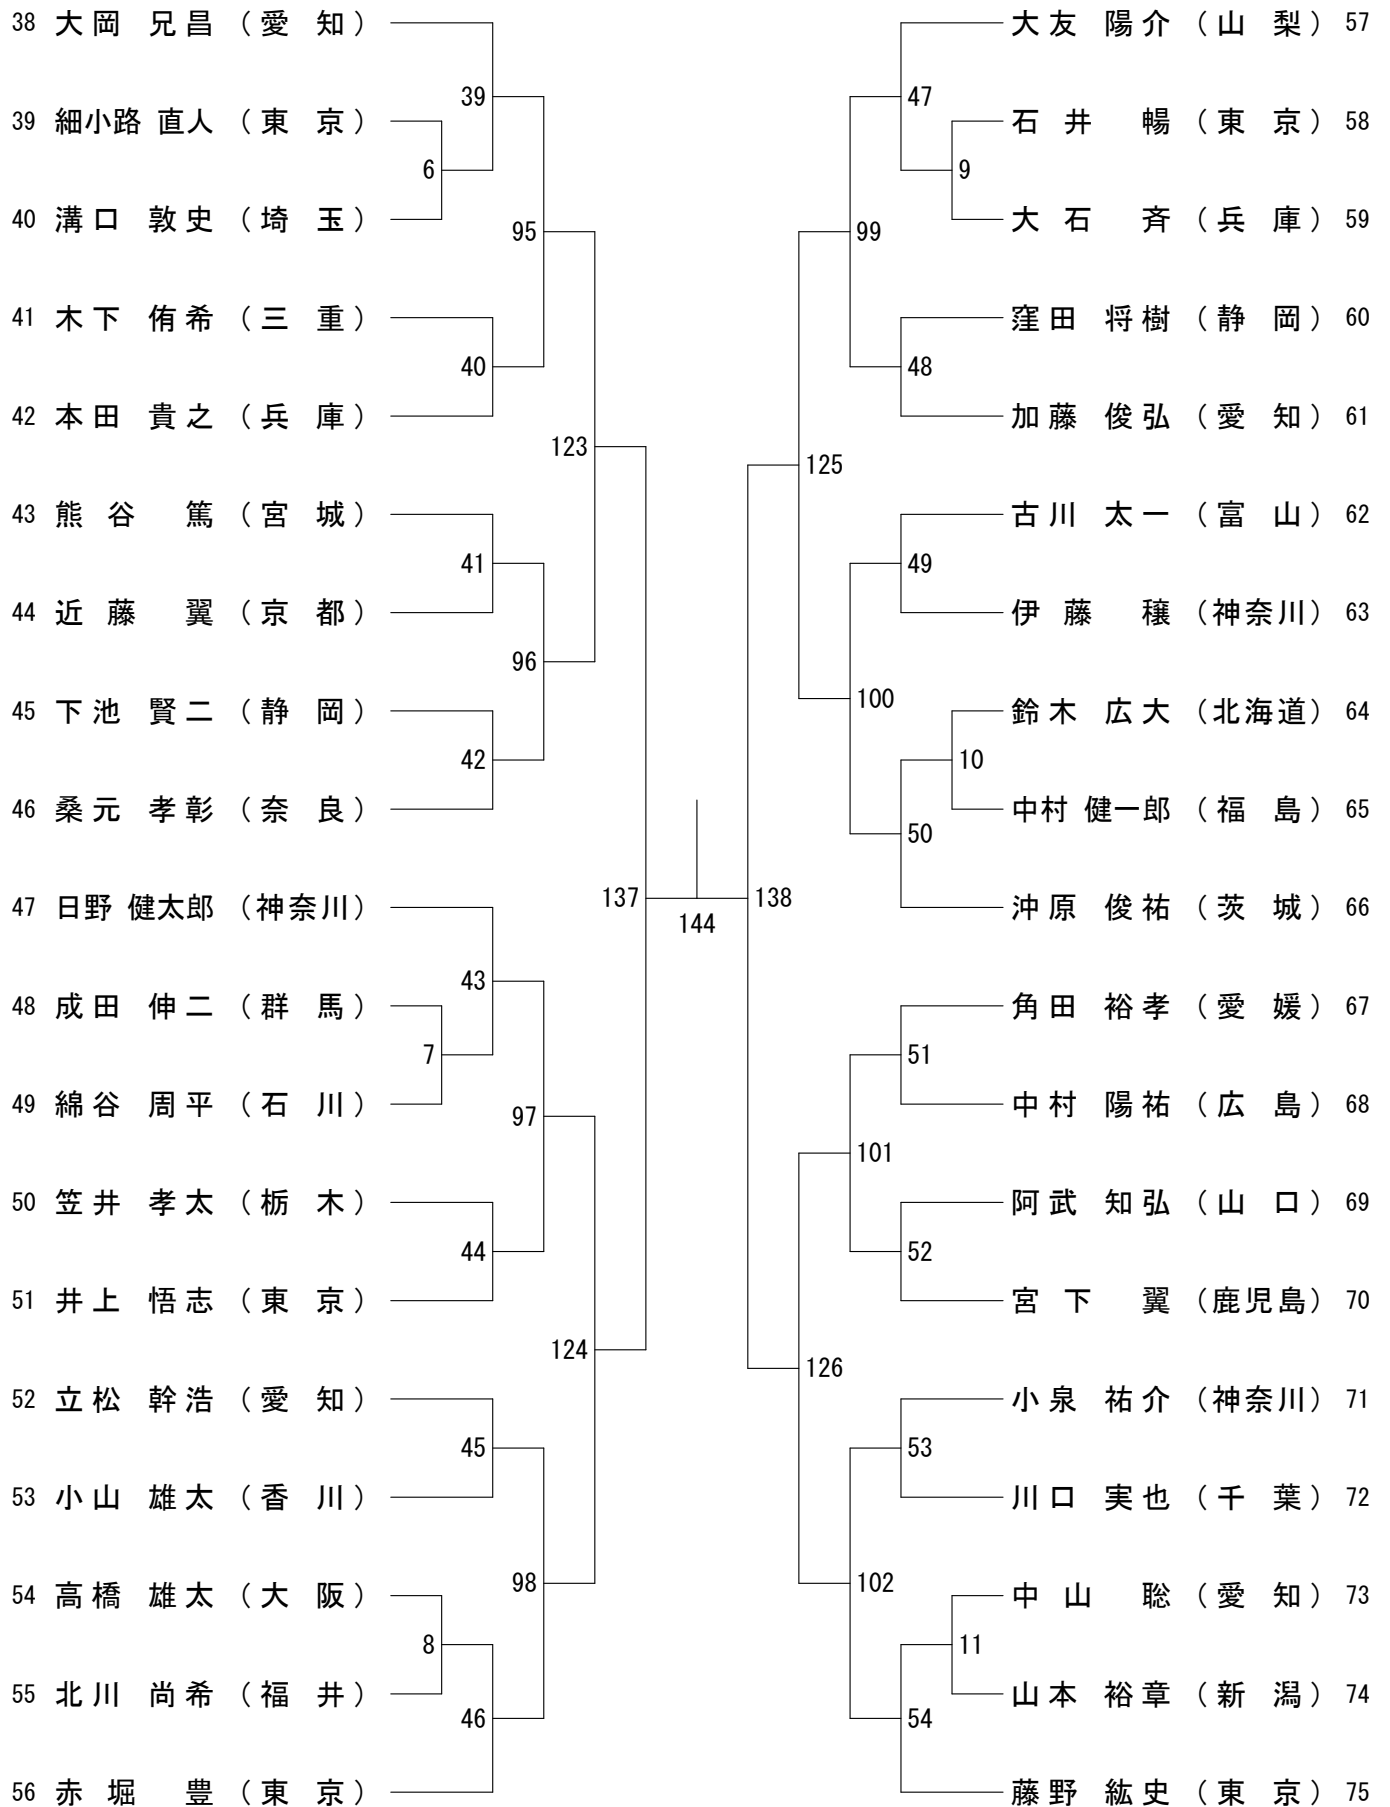 38 大岡 兄昌 （愛 知）
39 細小路 直人 （東 京）
40 溝口 敦史 （埼 玉）
41 木下 侑希 （三 重）
42 本田 貴之 （兵 庫）
43 熊谷 篤 （宮 城）
44 近藤 翼 （京 都）
45 下池 賢二 （静 岡）
46 桑元 孝彰 （奈 良）
47 日野 健太郎 （神奈川）
48 成田 伸二 （群 馬）
49 綿谷 周平 （石 川）
50 笠井 孝太 （栃 木）
51 井上 悟志 （東 京）
52 立松 幹浩 （愛 知）
53 小山 雄太 （香 川）
54 高橋 雄太 （大 阪）
55 北川 尚希 （福 井）
56 赤堀 豊 （東 京）
6
7
8
39
40
41
42
43
44
45
46
95
96
97
98
123
124
137
144
138
125
126
99
100
101
102
47
48
49
50
51
52
53
54
9
10
11
大友 陽介 （山 梨） 57
石井 暢 （東 京） 58
大石 斉 （兵 庫） 59
窪田 将樹 （静 岡） 60
加藤 俊弘 （愛 知） 61
古川 太一 （富 山） 62
伊藤 穣 （神奈川） 63
鈴木 広大 （北海道） 64
中村 健一郎 （福 島） 65
沖原 俊祐 （茨 城） 66
角田 裕孝 （愛 媛） 67
中村 陽祐 （広 島） 68
阿武 知弘 （山 口） 69
宮下 翼 （鹿児島） 70
小泉 祐介 （神奈川） 71
川口 実也 （千 葉） 72
中山 聡 （愛 知） 73
山本 裕章 （新 潟） 74
藤野 紘史 （東 京） 75